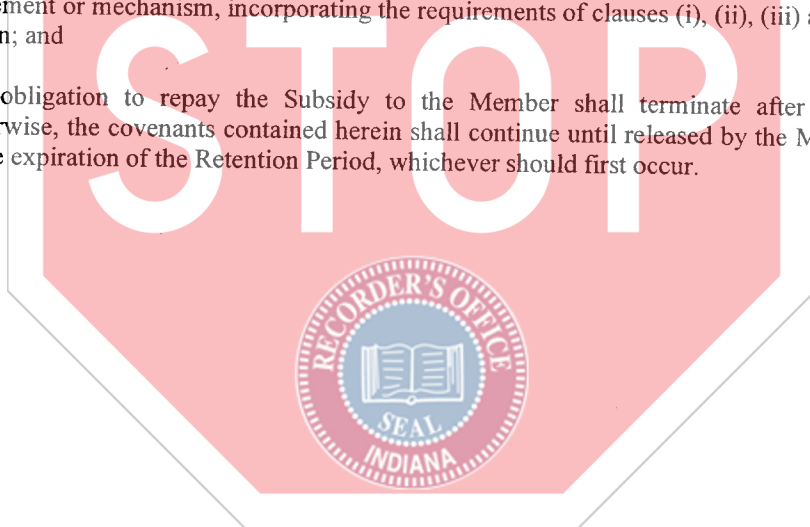 ement or mechanism, incorporating the requirements of clauses (i), (ii), (iii)
n; and
obligation to repay the Subsidy to the Member shall terminate after
rwise, the covenants contained herein shall continue until released by the M
e expiration of the Retention Period, whichever should first occur.
STOP
RECORDER'S OFFICE
SEAL
INDIANA